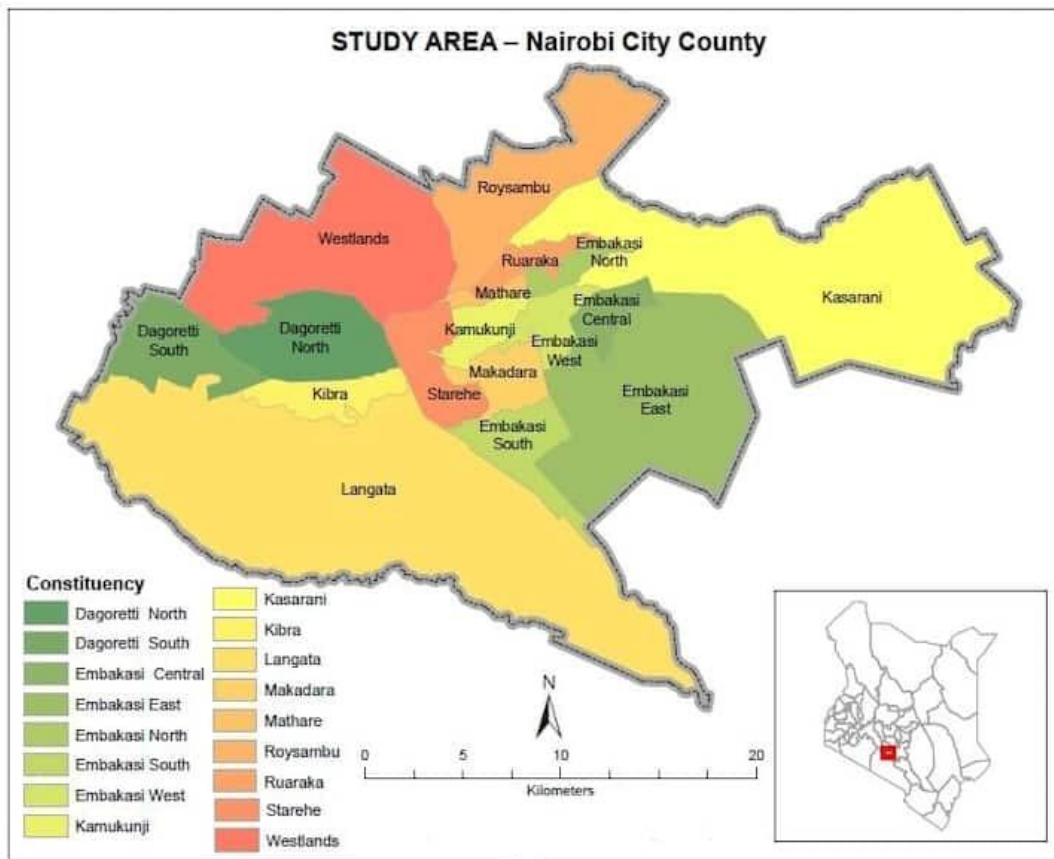 STUDY AREA – Nairobi City County
Roysambu
Westlands
Embakasi
North
Ruaraka
Mathare
Kasarani
Embakasi
Central
Dagoretti
South
Dagoretti
North
Kamukunji
Embakasi
West
Makadara
Kibra
Starehe
Embakasi
East
Embakasi
South
Langata
Constituency
Dagoretti North
Dagoretti South
Embakasi Central
Embakasi East
Embakasi North
Embakasi South
Embakasi West
Kamukunji
Kasarani
Kibra
Langata
Makadara
Mathare
Roysambu
Ruaraka
Starehe
Westlands
N
0 5 10 20
Kilometers